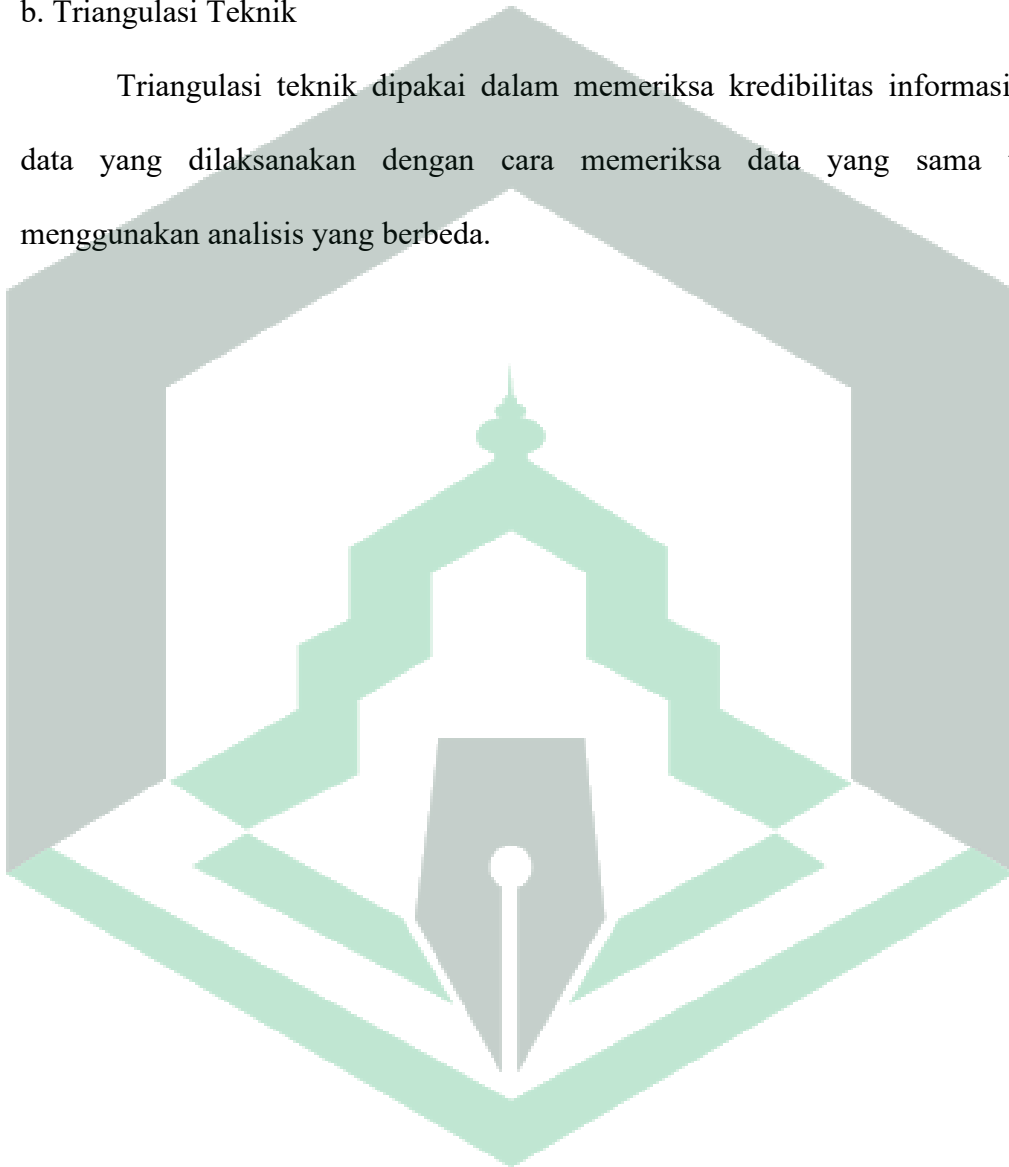 b. Triangulasi Teknik
Triangulasi teknik dipakai dalam memeriksa kredibilitas informasi
data yang dilaksanakan dengan cara memeriksa data yang sama
menggunakan analisis yang berbeda.